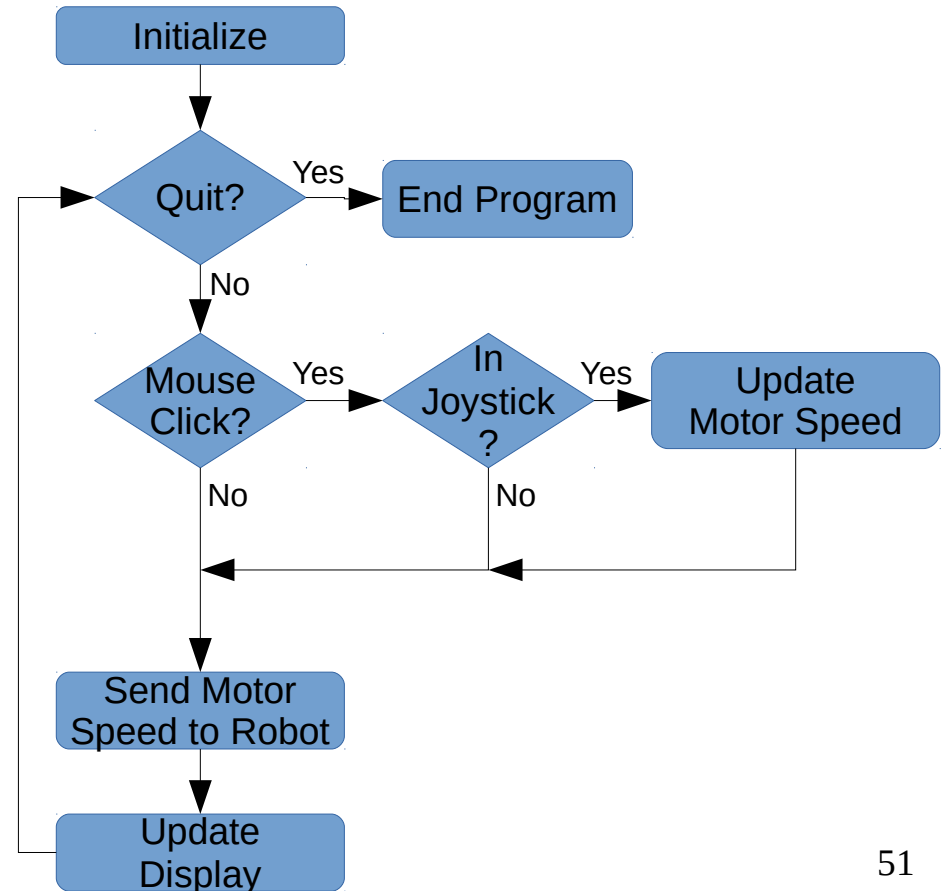 Initialize
Quit?
Yes
End Program
No
Mouse
Click?
Yes
In
Joystick
?
Yes
Update
Motor Speed
No
No
Send Motor
Speed to Robot
Update
Display
51